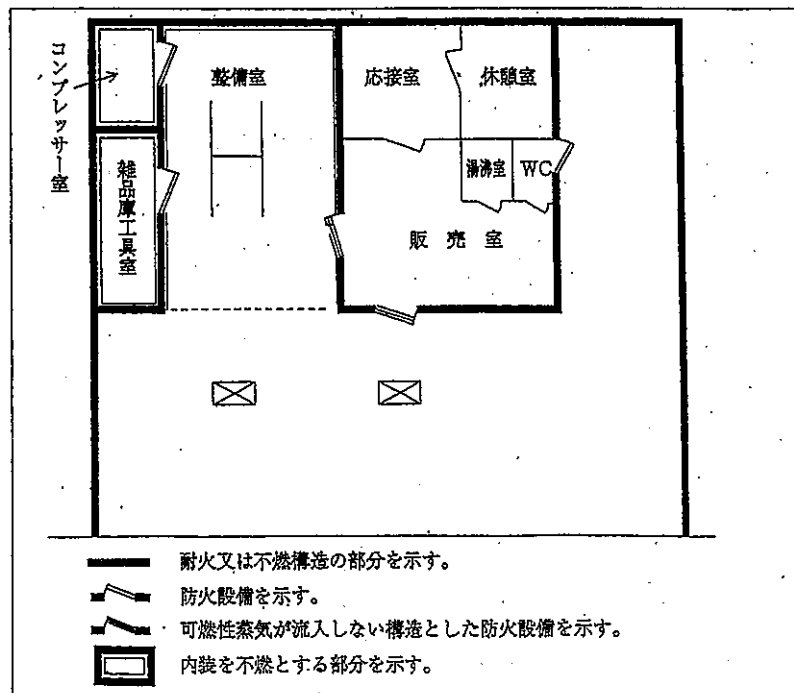 コンプレッサー室
整備室
応接室
休憩室
雑品庫工具室
湯沸室
WC
販売室
耐火又は不燃構造の部分を示す。
防火設備を示す。
可燃性蒸気が流入しない構造とした防火設備を示す。
内装を不燃とする部分を示す。